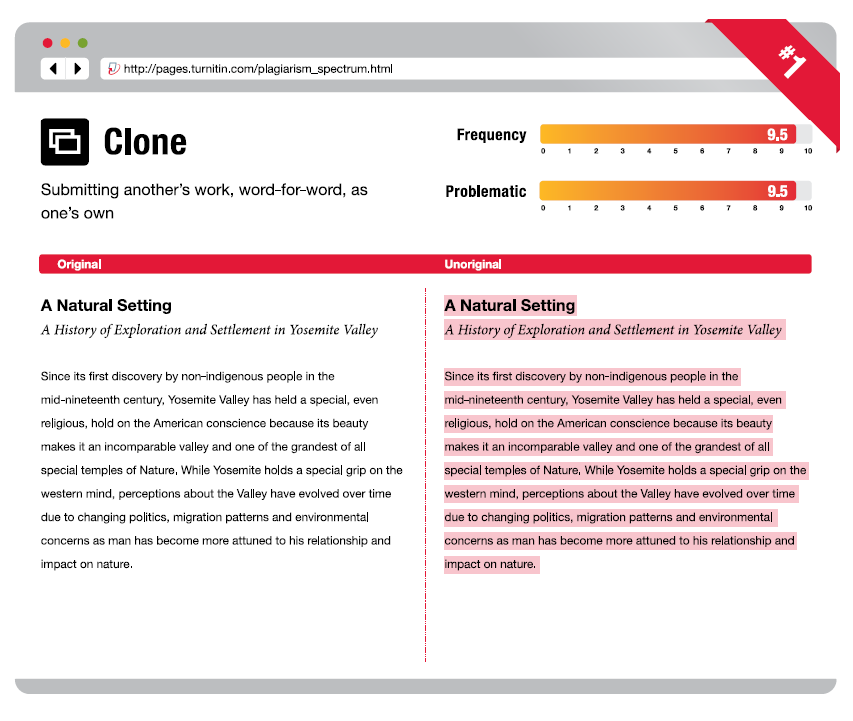 #1
http://pages.turnitin.com/plagiarism_spectrum.html
Clone
Submitting another's work, word-for-word, as
one's own
Frequency
9.5
0 1 2 3 4 5 6 7 8 9 10
Problematic
9.5
0 1 2 3 4 5 6 7 8 9 10
Original
Unoriginal
A Natural Setting
A History of Exploration and Settlement in Yosemite Valley
Since its first discovery by non-indigenous people in the
mid-nineteenth century, Yosemite Valley has held a special, even
religious, hold on the American conscience because its beauty
makes it an incomparable valley and one of the grandest of all
special temples of Nature. While Yosemite holds a special grip on the
western mind, perceptions about the Valley have evolved over time
due to changing politics, migration patterns and environmental
concerns as man has become more attuned to his relationship and
impact on nature.
A Natural Setting
A History of Exploration and Settlement in Yosemite Valley
Since its first discovery by non-indigenous people in the
mid-nineteenth century, Yosemite Valley has held a special, even
religious, hold on the American conscience because its beauty
makes it an incomparable valley and one of the grandest of all
special temples of Nature. While Yosemite holds a special grip on the
western mind, perceptions about the Valley have evolved over time
due to changing politics, migration patterns and environmental
concerns as man has become more attuned to his relationship and
impact on nature.